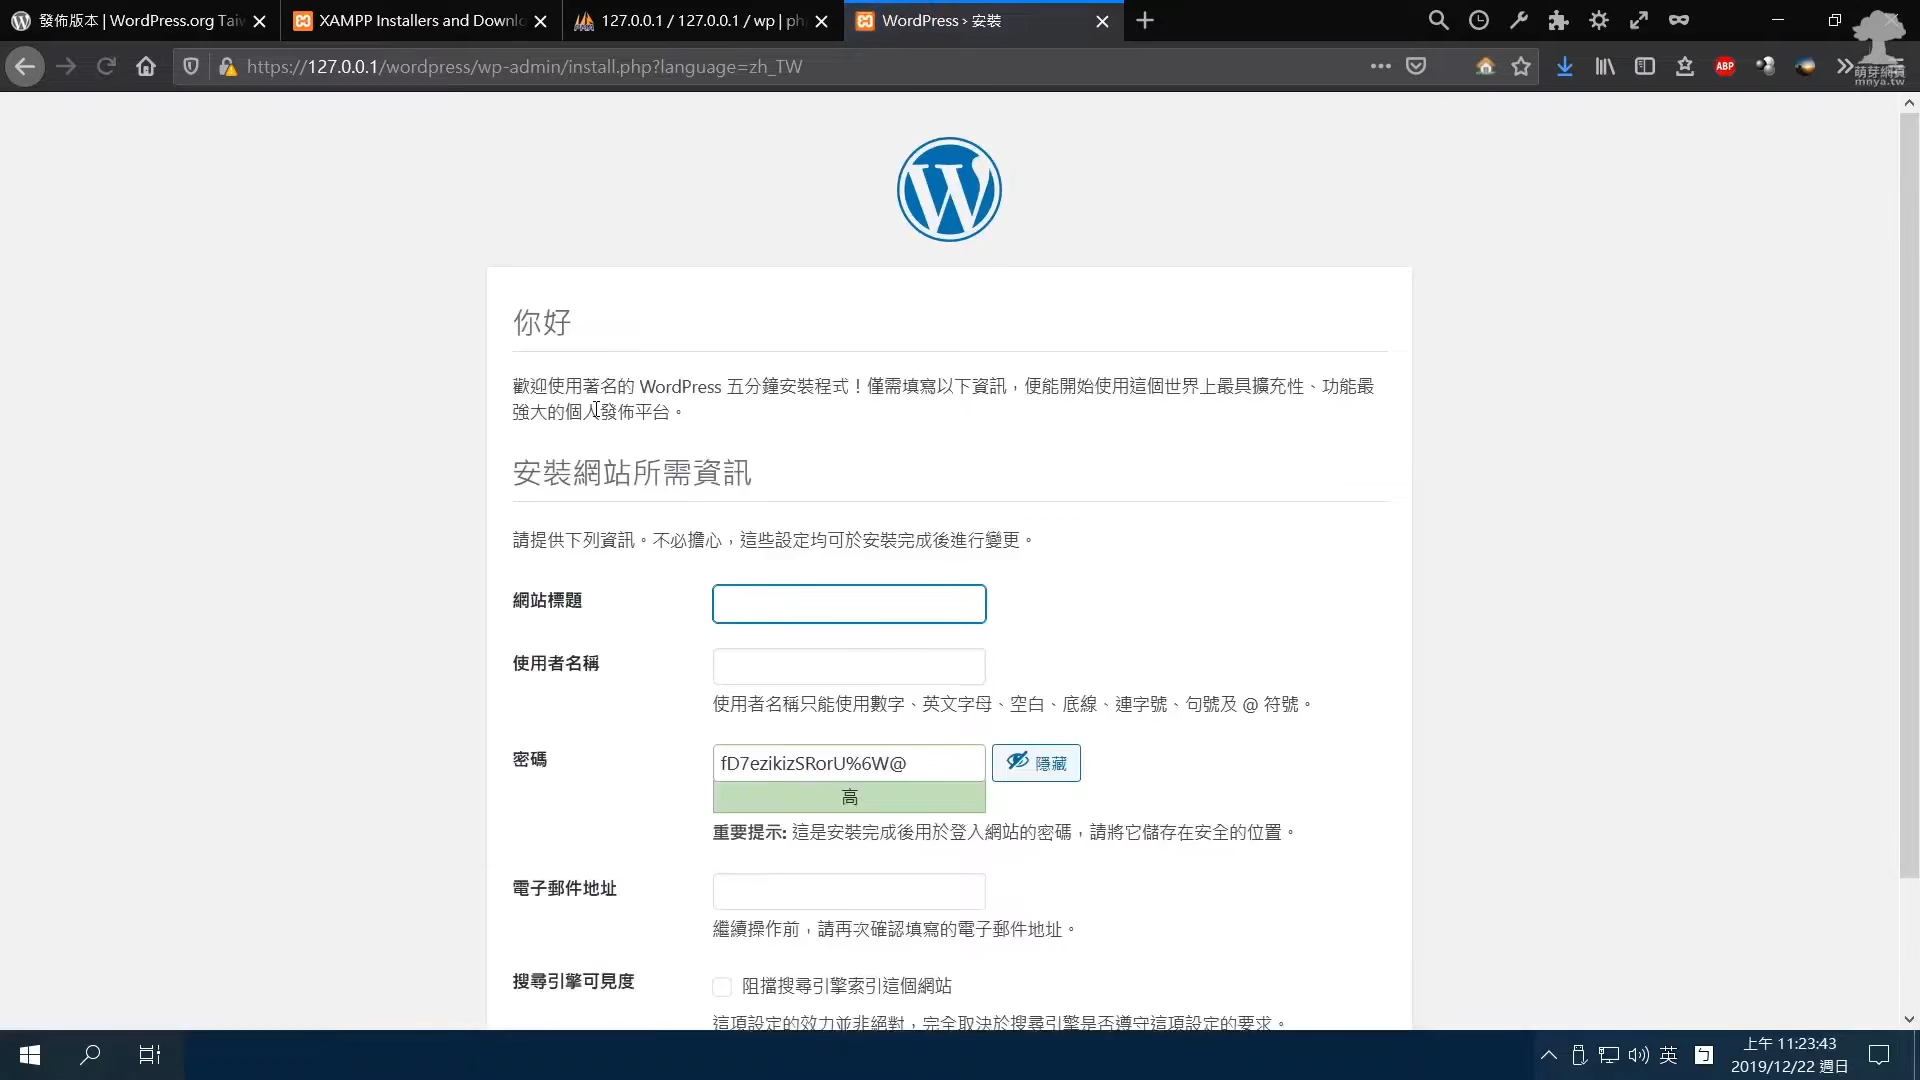 發佈版本 | WordPress.org Taiw
XAMPP Installers and Downlo
127.0.0.1 / 127.0.0.1 / wp | ph
WordPress › 安裝
https://127.0.0.1/wordpress/wp-admin/install.php?language=zh_TW
ABP
萌芽網頁
mnya.tw
你好
歡迎使用著名的 WordPress 五分鐘安裝程式！僅需填寫以下資訊，便能開始使用這個世界上最具擴充性、功能最
強大的個人發佈平台。
安裝網站所需資訊
請提供下列資訊。不必擔心，這些設定均可於安裝完成後進行變更。
網站標題
使用者名稱
使用者名稱只能使用數字、英文字母、空白、底線、連字號、句號及 @ 符號。
密碼
fD7ezikizSRorU%6W@
隱藏
高
重要提示: 這是安裝完成後用於登入網站的密碼，請將它儲存在安全的位置。
電子郵件地址
繼續操作前，請再次確認填寫的電子郵件地址。
搜尋引擎可見度
阻擋搜尋引擎索引這個網站
這項設定的效力並非絕對，完全取決於搜尋引擎是否遵守這項設定的要求。
英
ㄅ
上午 11:23:43
2019/12/22 週日